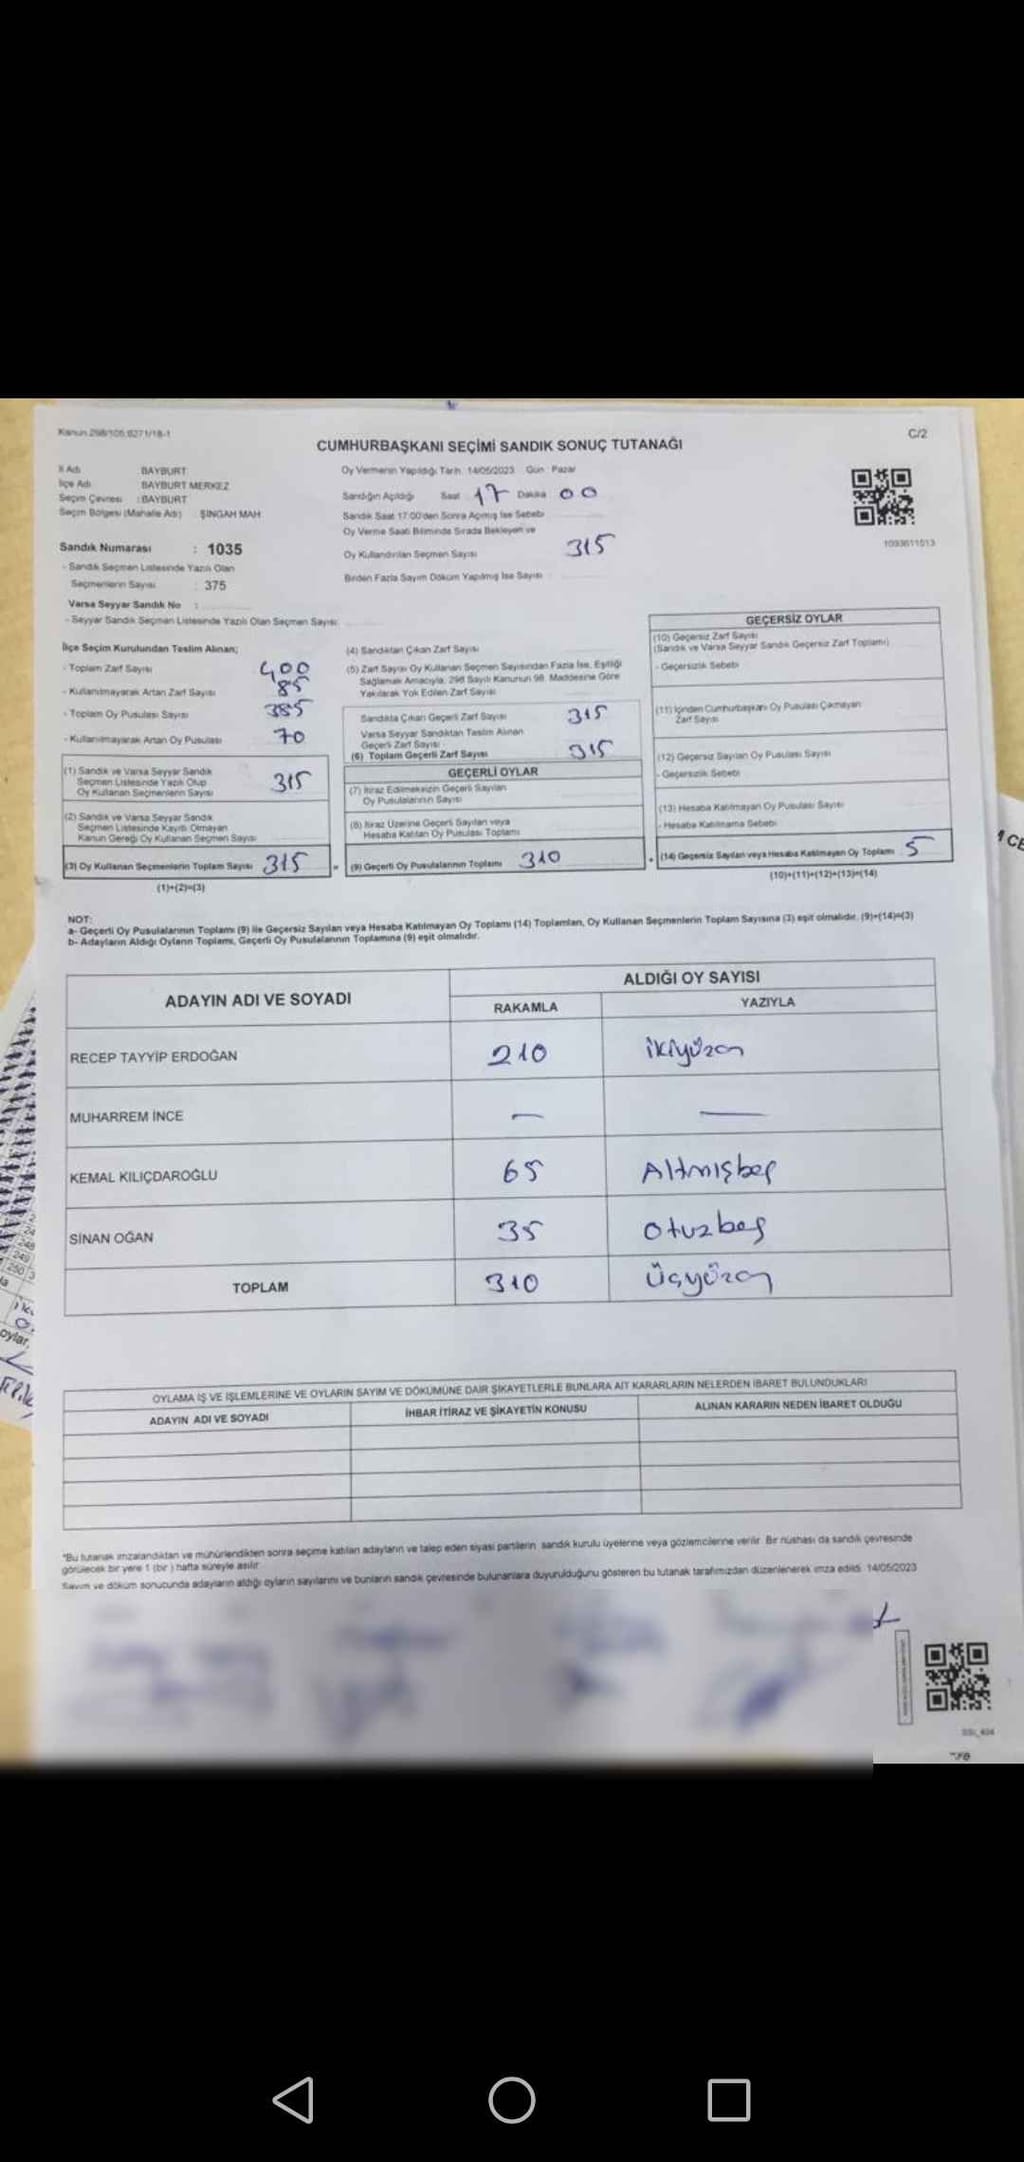 Kanun 298/105;6271/18-1
C/2
CUMHURBAŞKANI SEÇİMİ SANDIK SONUÇ TUTANAĞI
İl Adı BAYBURT
İlçe Adı BAYBURT MERKEZ
Seçim Çevresi : BAYBURT
Seçim Bölgesi (Mahalle Adı) : ŞİNGAH MAH
Sandık Numarası : 1035
- Sandık Seçmen Listesinde Yazılı Olan
Seçmenlerin Sayısı : 375
Varsa Seyyar Sandık No :
- Seyyar Sandık Seçmen Listesinde Yazılı Olan Seçmen Sayısı:
Oy Vermenin Yapıldığı Tarih: 14/05/2023 Gün : Pazar
Sandığın Açıldığı Saat 17 Dakika 00
Sandık Saat 17:00'den Sonra Açılmış İse Sebebi
Oy Verme Saati Bitiminde Sırada Bekleyen ve
Oy Kullandırılan Seçmen Sayısı 315
Birden Fazla Sayım Döküm Yapılmış İse Sayısı
1093611013
İlçe Seçim Kurulundan Teslim Alınan;
- Toplam Zarf Sayısı 400
- Kullanılmayarak Artan Zarf Sayısı 85
- Toplam Oy Pusulası Sayısı 385
- Kullanılmayarak Artan Oy Pusulası 70
(1) Sandık ve Varsa Seyyar Sandık
Seçmen Listesinde Yazılı Olup
Oy Kullanan Seçmenlerin Sayısı 315
(2) Sandık ve Varsa Seyyar Sandık
Seçmen Listesinde Kayıtlı Olmayan
Kanun Gereği Oy Kullanan Seçmen Sayısı
(3) Oy Kullanan Seçmenlerin Toplam Sayısı 315
(1)+(2)=(3)
(4) Sandıktan Çıkan Zarf Sayısı
(5) Zarf Sayısı Oy Kullanan Seçmen Sayısından Fazla İse, Eşitliği
Sağlamak Amacıyla, 298 Sayılı Kanunun 98. Maddesine Göre
Yakılarak Yok Edilen Zarf Sayısı
Sandıkta Çıkan Geçerli Zarf Sayısı 315
Varsa Seyyar Sandıktan Teslim Alınan
Geçerli Zarf Sayısı
(6) Toplam Geçerli Zarf Sayısı 315
GEÇERLİ OYLAR
(7) İtiraz Edilmeksizin Geçerli Sayılan
Oy Pusulalarının Sayısı
(8) İtiraz Üzerine Geçerli Sayılan veya
Hesaba Katılan Oy Pusulası Toplamı
= (9) Geçerli Oy Pusulalarının Toplamı 310
GEÇERSİZ OYLAR
(10) Geçersiz Zarf Sayısı
(Sandık ve Varsa Seyyar Sandık Geçersiz Zarf Toplamı)
- Geçersizlik Sebebi
(11) İçinden Cumhurbaşkanı Oy Pusulası Çıkmayan
Zarf Sayısı
(12) Geçersiz Sayılan Oy Pusulası Sayısı
- Geçersizlik Sebebi
(13) Hesaba Katılmayan Oy Pusulası Sayısı
- Hesaba Katılmama Sebebi
+ (14) Geçersiz Sayılan veya Hesaba Katılmayan Oy Toplamı 5
(10)+(11)+(12)+(13)=(14)
NOT:
a- Geçerli Oy Pusulalarının Toplamı (9) ile Geçersiz Sayılan veya Hesaba Katılmayan Oy Toplamı (14) Toplamları, Oy Kullanan Seçmenlerin Toplam Sayısına (3) eşit olmalıdır. (9)+(14)=(3)
b- Adayların Aldığı Oyların Toplamı, Geçerli Oy Pusulalarının Toplamına (9) eşit olmalıdır.
ADAYIN ADI VE SOYADI
ALDIĞI OY SAYISI
RAKAMLA YAZIYLA
RECEP TAYYİP ERDOĞAN 210 ikiyüzon
MUHARREM İNCE — —
KEMAL KILIÇDAROĞLU 65 Altmışbeş
SİNAN OĞAN 35 otuzbeş
TOPLAM 310 Üçyüzon
OYLAMA İŞ VE İŞLEMLERİNE VE OYLARIN SAYIM VE DÖKÜMÜNE DAİR ŞİKAYETLERLE BUNLARA AİT KARARLARIN NELERDEN İBARET BULUNDUKLARI
ADAYIN ADI VE SOYADI İHBAR İTİRAZ VE ŞİKAYETİN KONUSU ALINAN KARARIN NEDEN İBARET OLDUĞU
*Bu tutanak imzalandıktan ve mühürlendikten sonra seçime katılan adayların ve talep eden siyasi partilerin sandık kurulu üyelerine veya gözlemcilerine verilir. Bir nüshası da sandık çevresinde
görülecek bir yere 1 (bir ) hafta süreyle asılır.
Sayım ve döküm sonucunda adayların aldığı oyların sayılarını ve bunların sandık çevresinde bulunanlara duyurulduğunu gösteren bu tutanak tarafımızdan düzenlenerek imza edildi. 14/05/2023